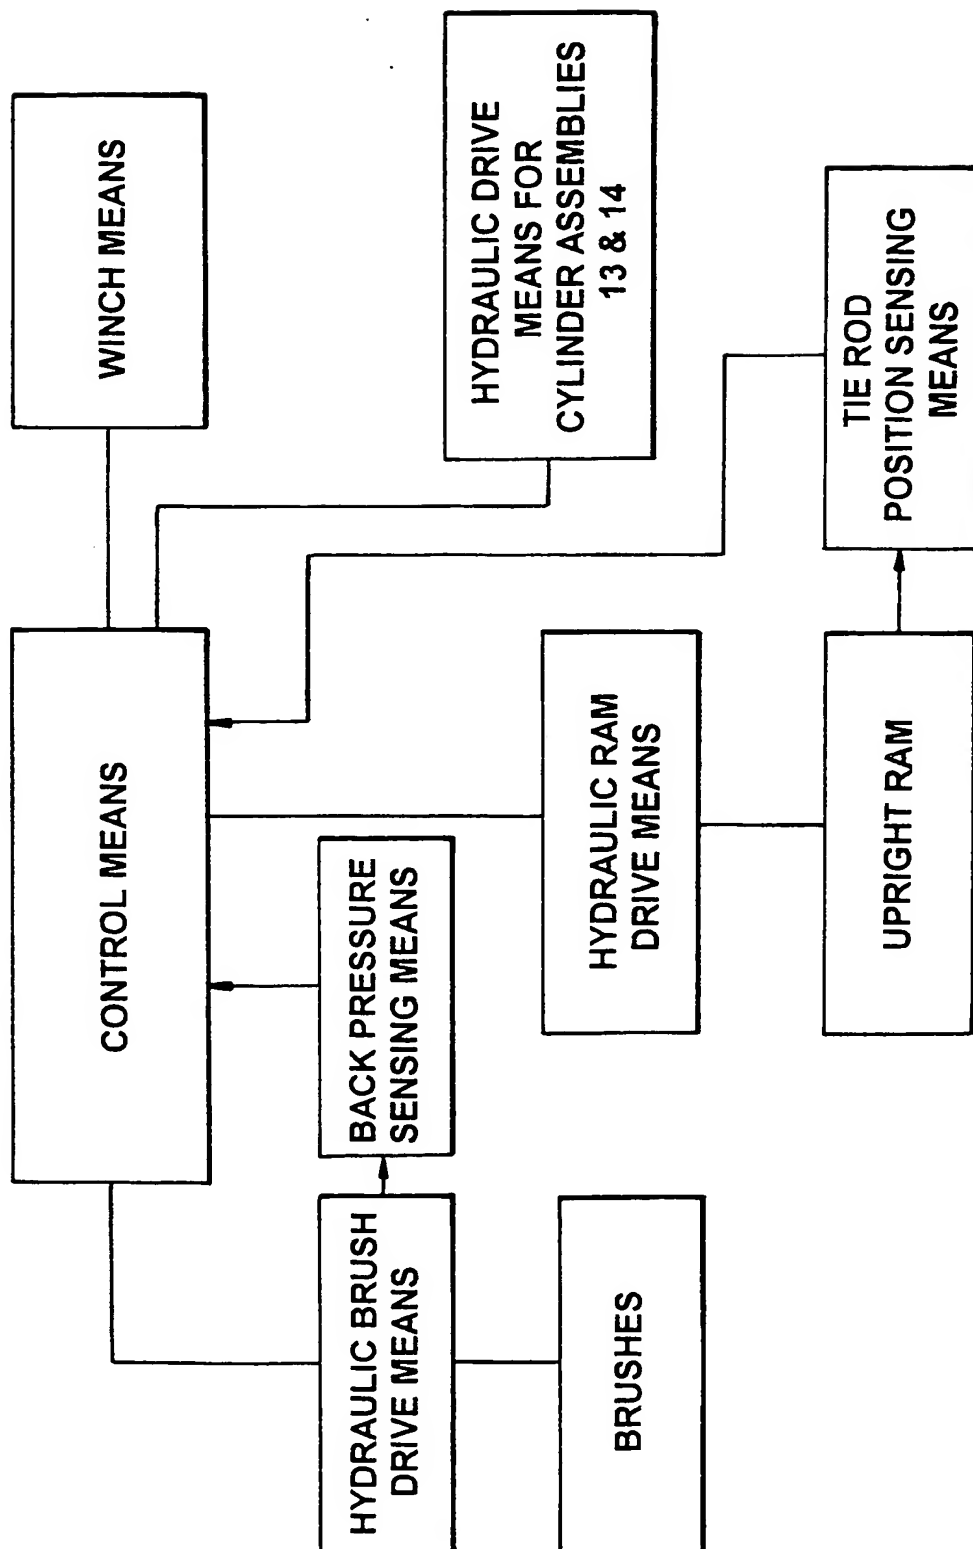 CONTROL MEANS
WINCH MEANS
HYDRAULIC BRUSH
DRIVE MEANS
BACK PRESSURE
SENSING MEANS
HYDRAULIC DRIVE
MEANS FOR
CYLINDER ASSEMBLIES
13 & 14
BRUSHES
HYDRAULIC RAM
DRIVE MEANS
UPRIGHT RAM
TIE ROD
POSITION SENSING
MEANS